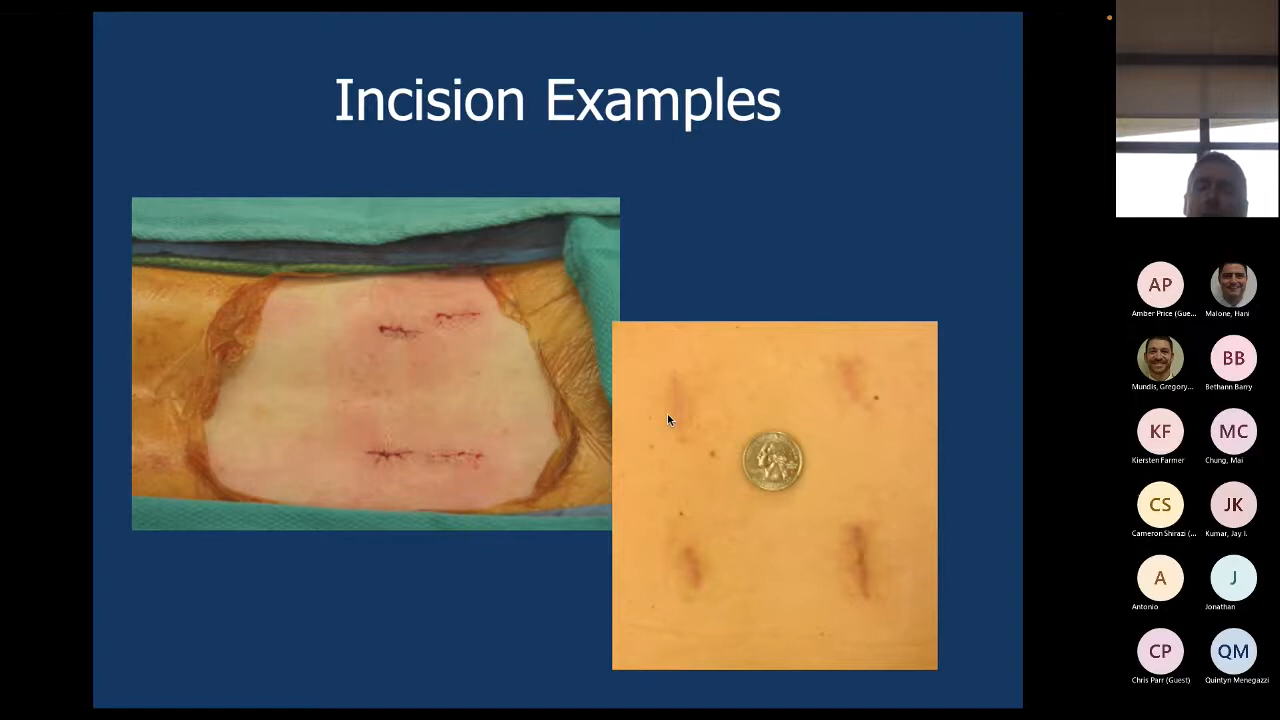 Incision Examples
AP
Amber Price (Gue...
Malone, Hani
Mundis, Gregory...
BB
Bethann Barry
KF
Kiersten Farmer
MC
Chung, Mai
CS
Cameron Shirazi (...
JK
Kumar, Jay I.
A
Antonio
J
Jonathan
CP
Chris Parr (Guest)
QM
Quintyn Menegazzi